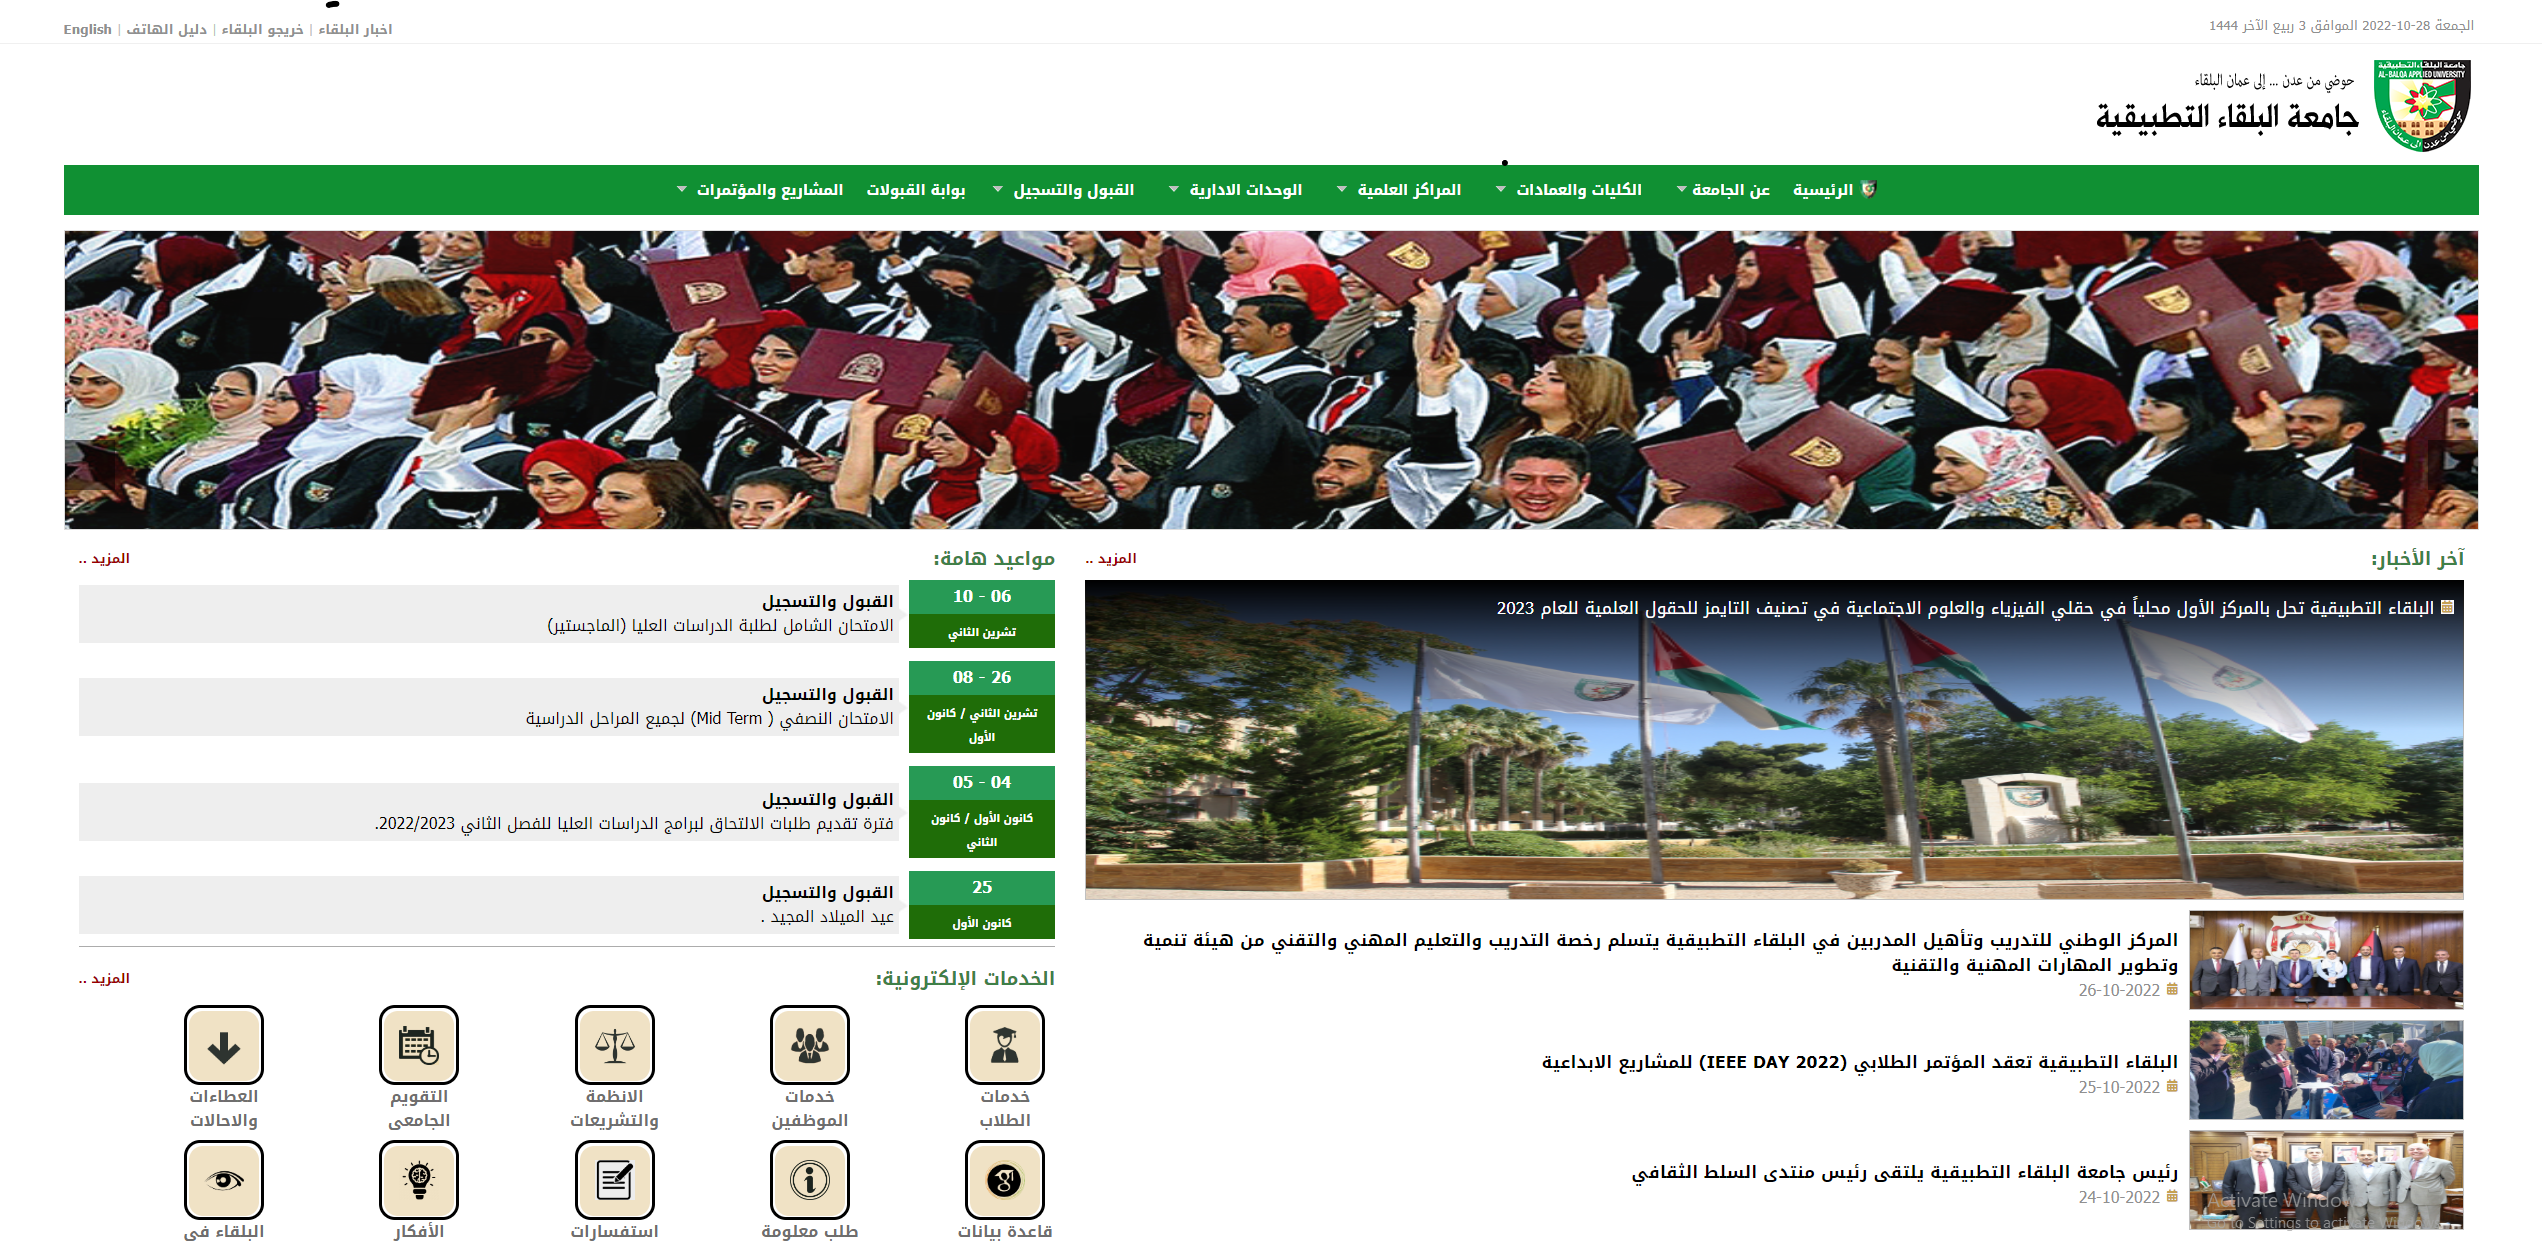 الجمعة 28-10-2022 الموافق 3 ربيع الآخر 1444
اخبار البلقاء | خريجو البلقاء | دليل الهاتف | English
جامعة البلقاء التطبيقية
AL-BALQA APPLIED UNIVERSITY
حوضي من عدن ... إلى عمان البلقاء
جامعة البلقاء التطبيقية
الرئيسية عن الجامعة الكليات والعمادات المراكز العلمية الوحدات الادارية القبول والتسجيل بوابة القبولات المشاريع والمؤتمرات
آخر الأخبار:
المزيد ..
البلقاء التطبيقية تحل بالمركز الأول محلياً في حقلي الفيزياء والعلوم الاجتماعية في تصنيف التايمز للحقول العلمية للعام 2023
المركز الوطني للتدريب وتأهيل المدربين في البلقاء التطبيقية يتسلم رخصة التدريب والتعليم المهني والتقني من هيئة تنمية
وتطوير المهارات المهنية والتقنية
26-10-2022
البلقاء التطبيقية تعقد المؤتمر الطلابي (IEEE DAY 2022) للمشاريع الابداعية
25-10-2022
رئيس جامعة البلقاء التطبيقية يلتقى رئيس منتدى السلط الثقافي
24-10-2022
مواعيد هامة:
المزيد ..
10 - 06
تشرين الثاني
القبول والتسجيل
الامتحان الشامل لطلبة الدراسات العليا (الماجستير)
08 - 26
تشرين الثاني / كانون
الأول
القبول والتسجيل
الامتحان النصفي ( Mid Term) لجميع المراحل الدراسية
05 - 04
كانون الأول / كانون
الثاني
القبول والتسجيل
فترة تقديم طلبات الالتحاق لبرامج الدراسات العليا للفصل الثاني 2022/2023.
25
كانون الأول
القبول والتسجيل
عيد الميلاد المجيد .
الخدمات الإلكترونية:
المزيد ..
خدمات
الطلاب
خدمات
الموظفين
الانظمة
والتشريعات
التقويم
الجامعى
العطاءات
والاحالات
قاعدة بيانات
طلب معلومة
استفسارات
الأفكار
البلقاء في
Activate Windows
Go to Settings to activate Windows.